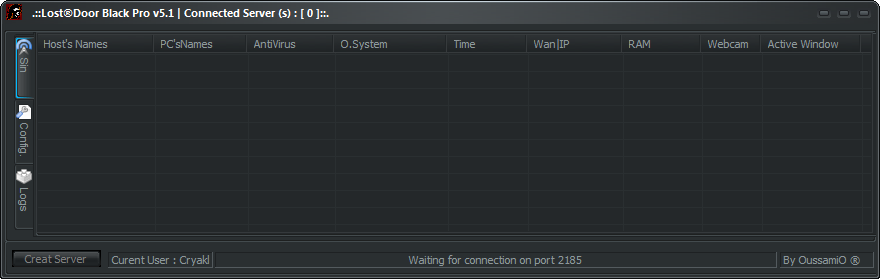 .::Lost®Door Black Pro v5.1 | Connected Server (s) : [ 0 ]::.
Host's Names PC'sNames AntiVirus O.System Time Wan|IP RAM Webcam Active Window
Sin
Config.
Logs
Creat Server Curent User : Cryakl Waiting for connection on port 2185 By OussamiO ®